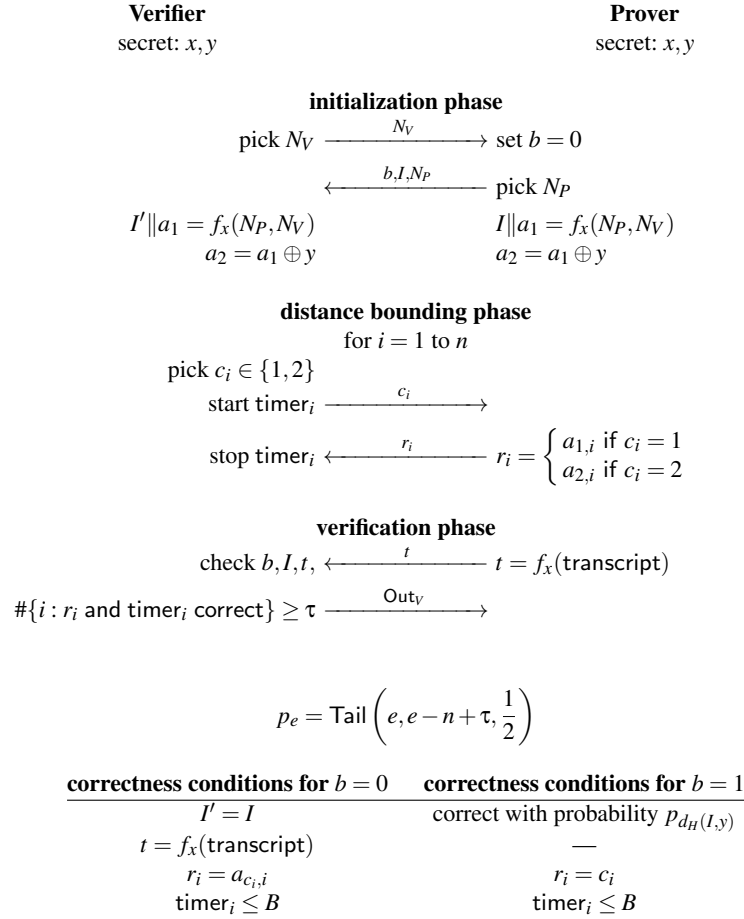 Verifier Prover
secret: x, y secret: x, y
initialization phase
pick N_V N_V set b = 0
b, I, N_P pick N_P
I′∥a_1 = f_x(N_P, N_V) I∥a_1 = f_x(N_P, N_V)
a_2 = a_1 ⊕ y a_2 = a_1 ⊕ y
distance bounding phase
for i = 1 to n
pick c_i ∈ {1, 2}
start timer_i c_i
stop timer_i r_i r_i = { a_{1,i} if c_i = 1
a_{2,i} if c_i = 2
verification phase
check b, I, t, t t = f_x(transcript)
#{i : r_i and timer_i correct} ≥ τ Out_V
p_e = Tail(e, e − n + τ, 1/2)
correctness conditions for b = 0 correctness conditions for b = 1
I′ = I correct with probability p_{d_H(I,y)}
t = f_x(transcript) —
r_i = a_{c_i,i} r_i = c_i
timer_i ≤ B timer_i ≤ B